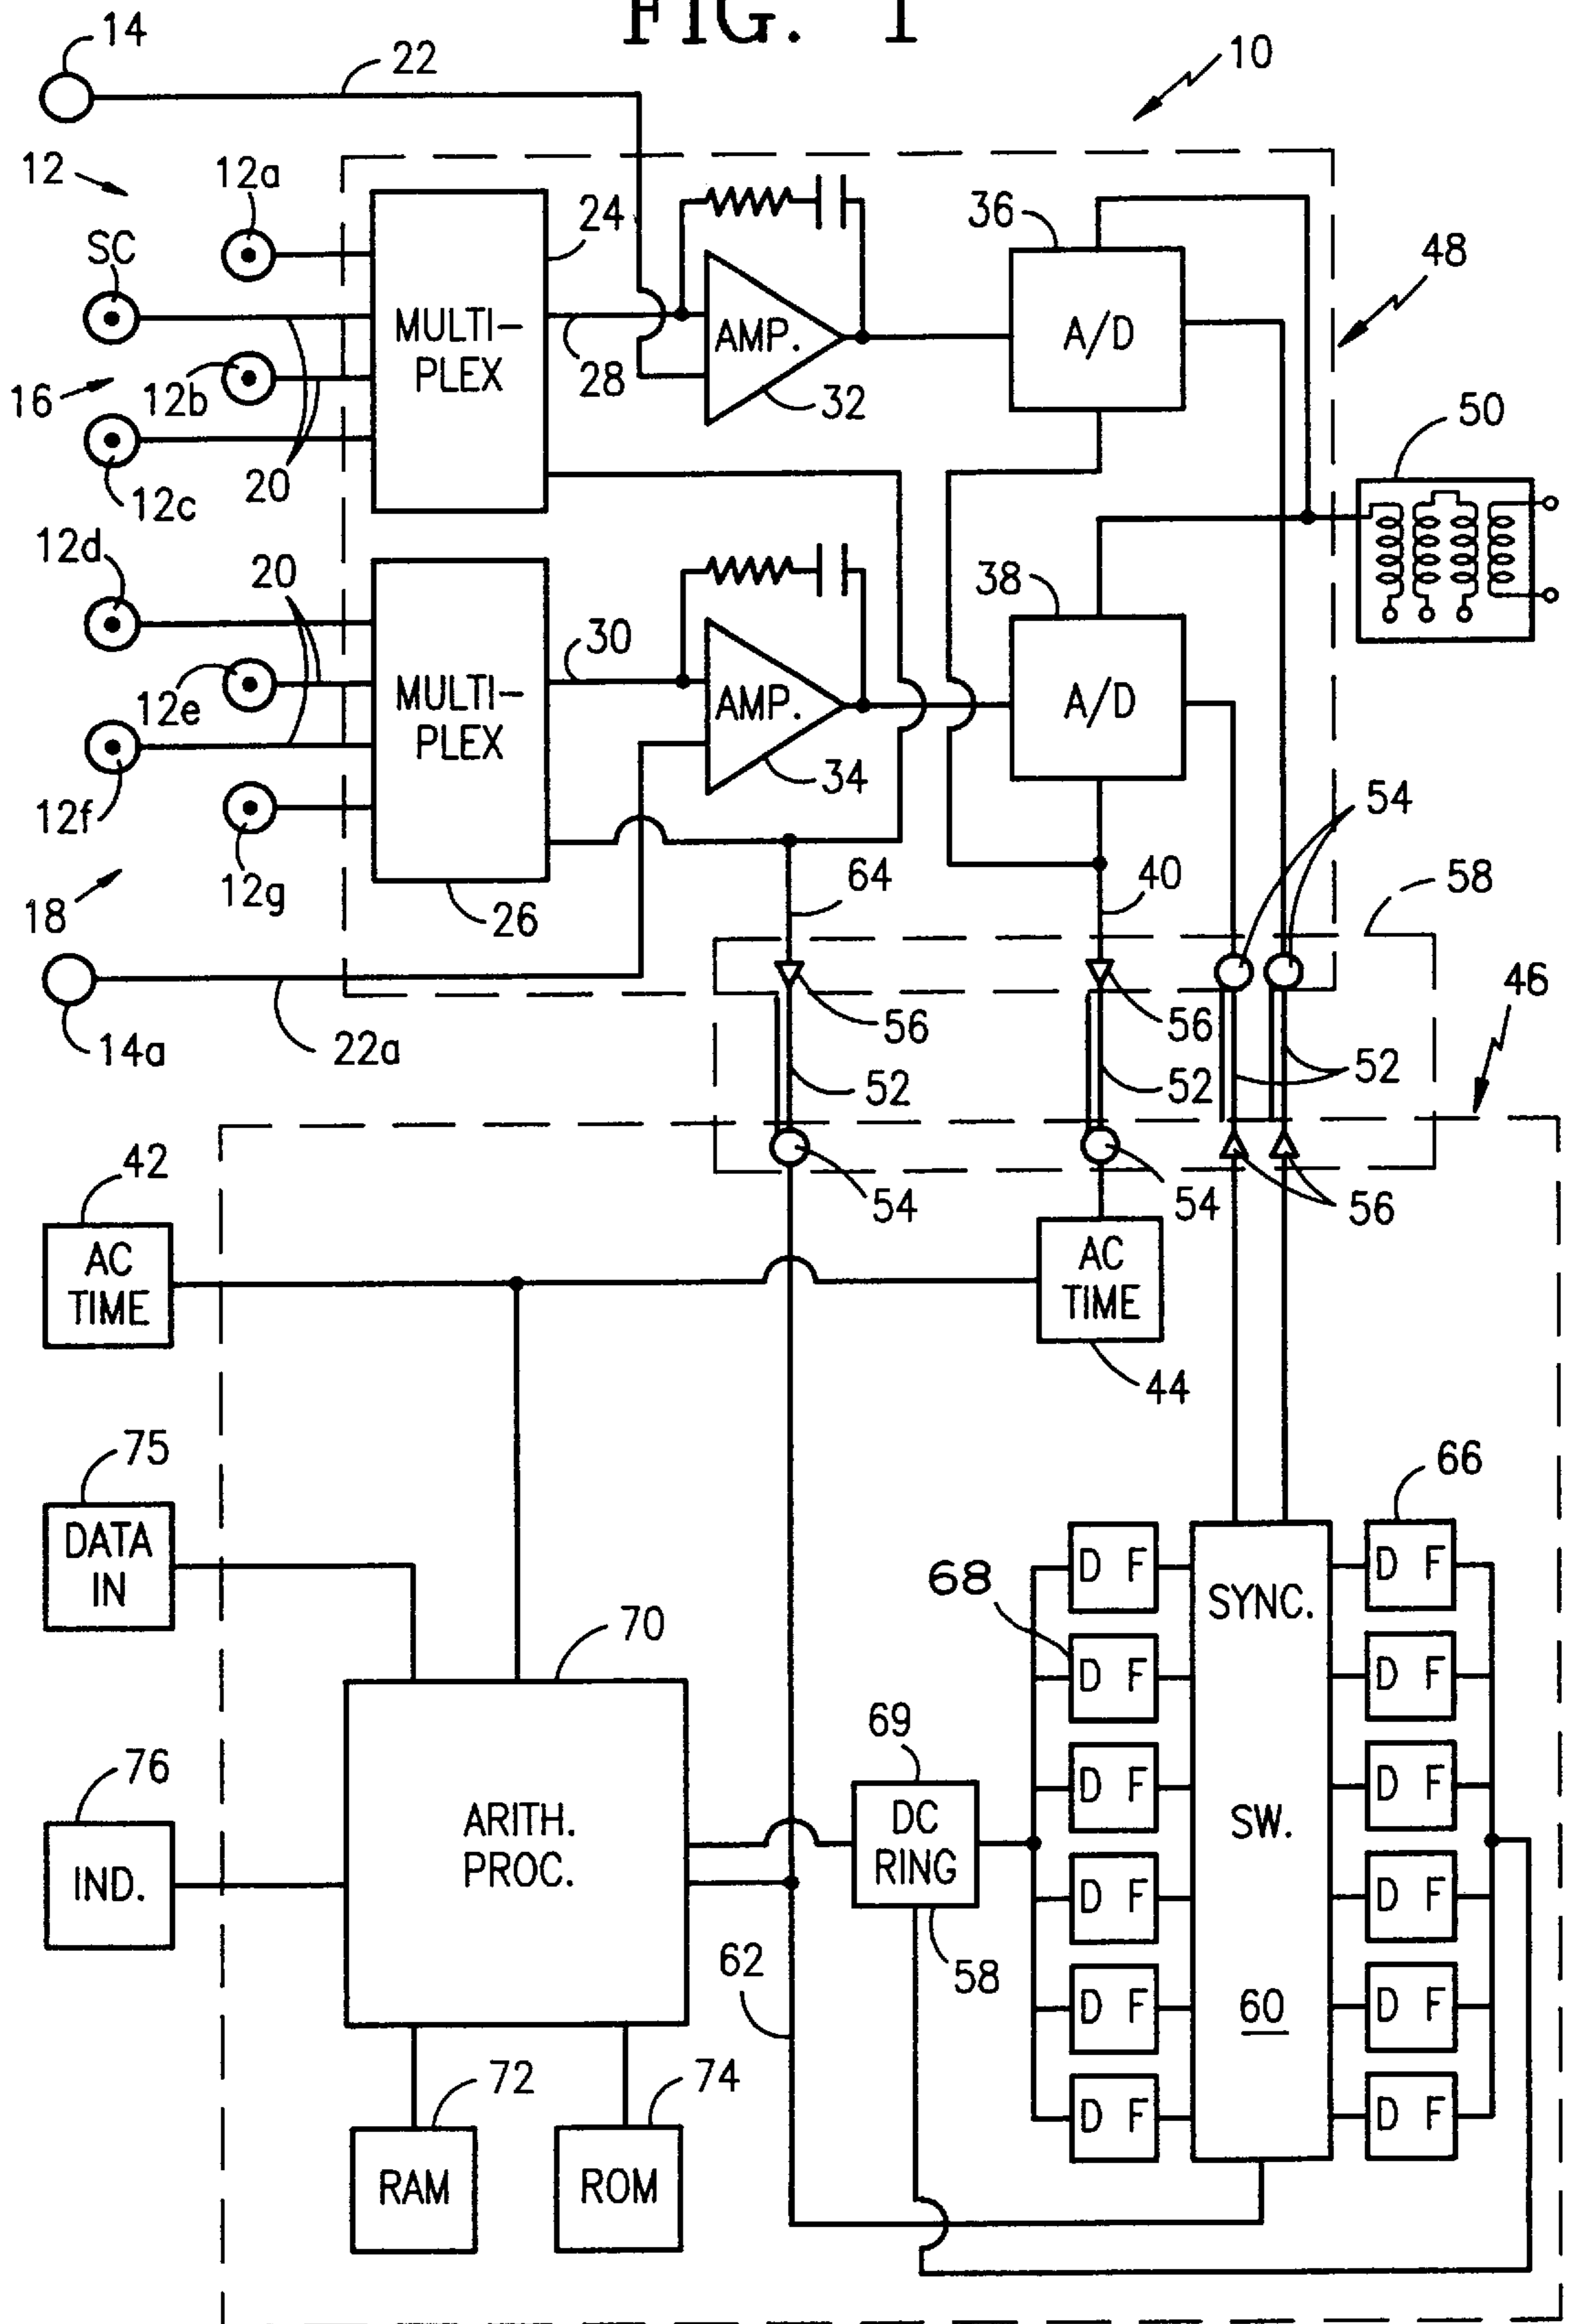 FIG. 1
14
22
10
12
12a
SC
24
36
48
MULTI-
PLEX
AMP.
A/D
16
12b
28
32
50
12c
20
12d
20
38
30
MULTI-
PLEX
AMP.
A/D
12e
34
12f
54
12g
64
40
58
18
26
46
56
56
14a
22a
52
52
52
42
54
54
56
AC
TIME
AC
TIME
44
75
66
DATA
IN
68
D F
D F
SYNC.
70
D F
D F
69
76
D F
D F
ARITH.
PROC.
DC
RING
SW.
IND.
D F
D F
62
58
60
D F
D F
72
74
D F
D F
RAM
ROM